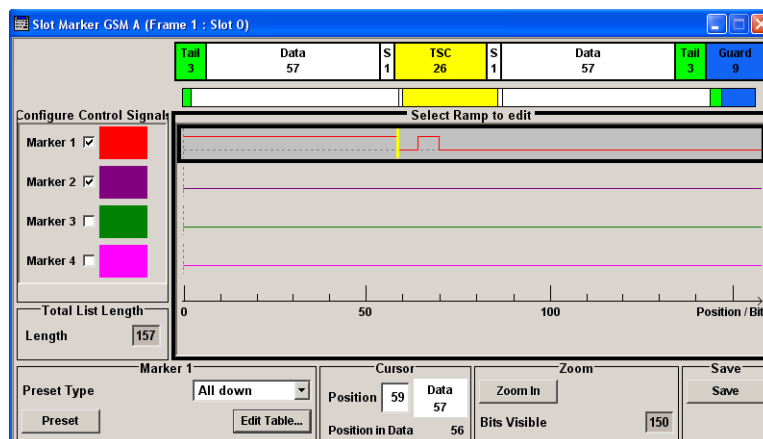 Slot Marker GSM A (Frame 1 : Slot 0)
Tail Data S TSC S Data Tail Guard
3 57 1 26 1 57 3 9
Configure Control Signals
Select Ramp to edit
Marker 1
Marker 2
Marker 3
Marker 4
0 50 100 Position / Bit
Total List Length
Length 157
Marker 1
Preset Type All down
Preset Edit Table...
Cursor
Position 59 Data
57
Position in Data 56
Zoom
Zoom In
Bits Visible 150
Save
Save